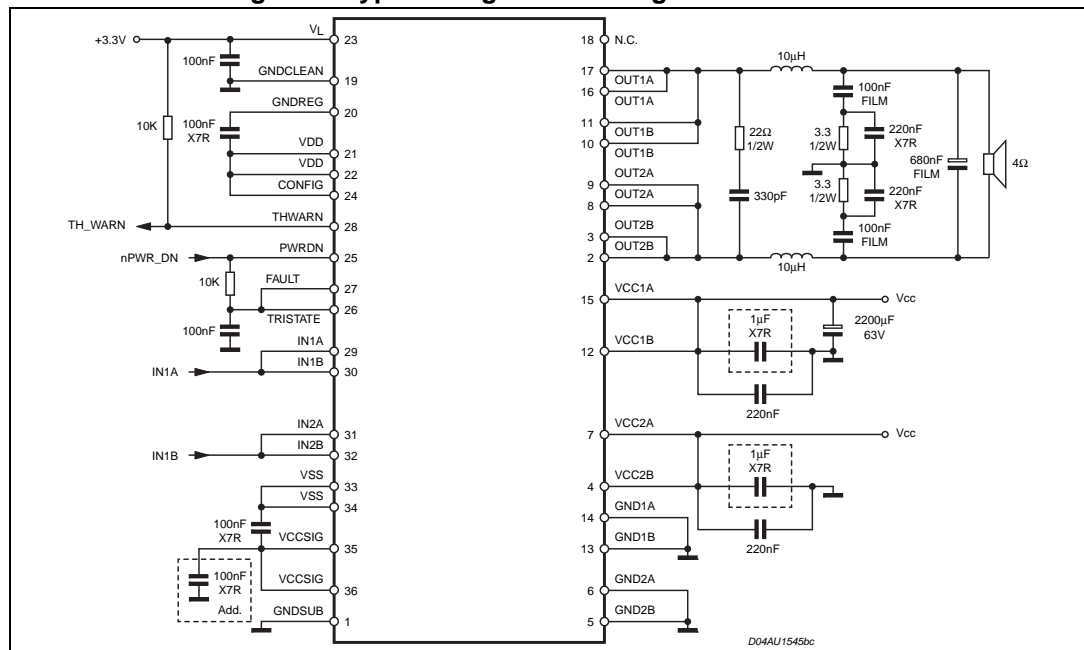 +3.3V
VL
23
100nF
GNDCLEAN
19
GNDREG
20
10K
100nF
X7R
VDD
21
VDD
22
CONFIG
24
TH_WARN
THWARN
28
nPWR_DN
PWRDN
25
10K
FAULT
27
TRISTATE
26
100nF
IN1A
29
IN1A
IN1B
30
IN2A
31
IN1B
IN2B
32
VSS
33
VSS
34
100nF
X7R
VCCSIG
35
100nF
X7R
Add.
VCCSIG
36
GNDSUB
1
18
N.C.
17
OUT1A
16
OUT1A
11
OUT1B
10
OUT1B
9
OUT2A
8
OUT2A
3
OUT2B
2
OUT2B
10μH
100nF
FILM
22Ω
1/2W
3.3
1/2W
220nF
X7R
680nF
FILM
4Ω
330pF
3.3
1/2W
220nF
X7R
100nF
FILM
10μH
15
VCC1A
Vcc
1μF
X7R
2200μF
63V
12
VCC1B
220nF
7
VCC2A
Vcc
1μF
X7R
4
VCC2B
220nF
14
GND1A
13
GND1B
6
GND2A
5
GND2B
D04AU1545bc